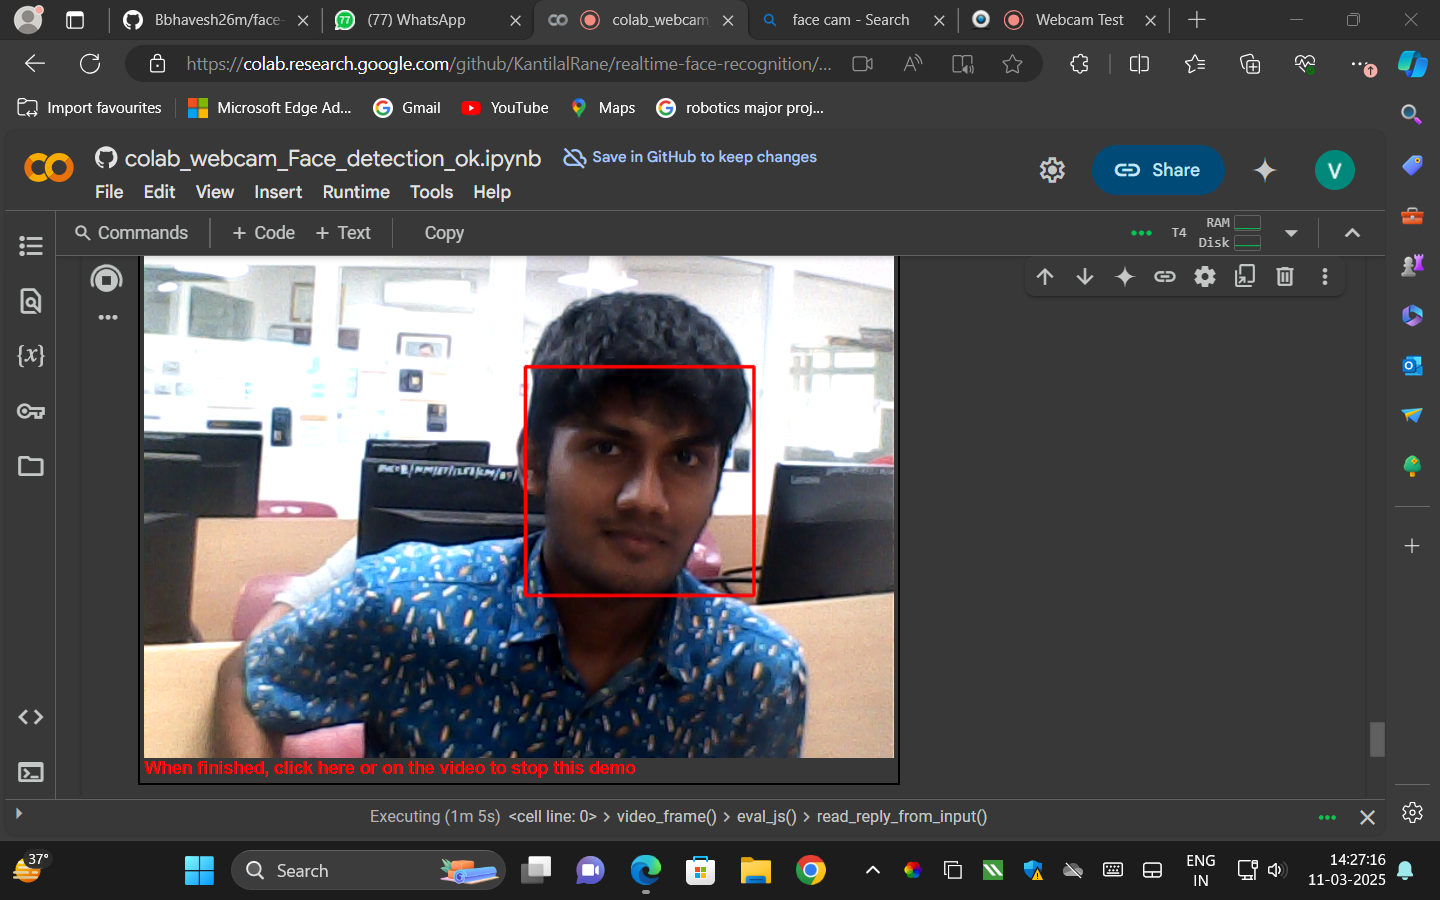 Bbhavesh26m/face-
77
(77) WhatsApp
colab_webcam
face cam - Search
Webcam Test
https://colab.research.google.com/github/KantilalRane/realtime-face-recognition/...
Import favourites
Microsoft Edge Ad...
Gmail
YouTube
Maps
robotics major proj...
colab_webcam_Face_detection_ok.ipynb
Save in GitHub to keep changes
File Edit View Insert Runtime Tools Help
Share
V
Commands + Code + Text Copy
T4
RAM
Disk
{x}
When finished, click here or on the video to stop this demo
Executing (1m 5s) <cell line: 0> > video_frame() > eval_js() > read_reply_from_input()
37°
Search
ENG
IN
14:27:16
11-03-2025